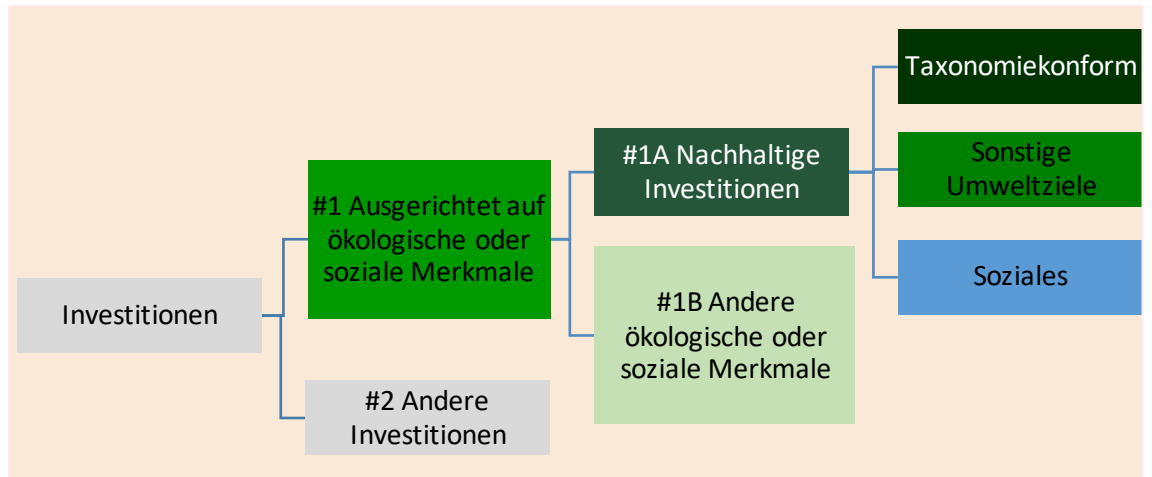 Investitionen
#1 Ausgerichtet auf
ökologische oder
soziale Merkmale
#2 Andere
Investitionen
#1A Nachhaltige
Investitionen
#1B Andere
ökologische oder
soziale Merkmale
Taxonomiekonform
Sonstige
Umweltziele
Soziales